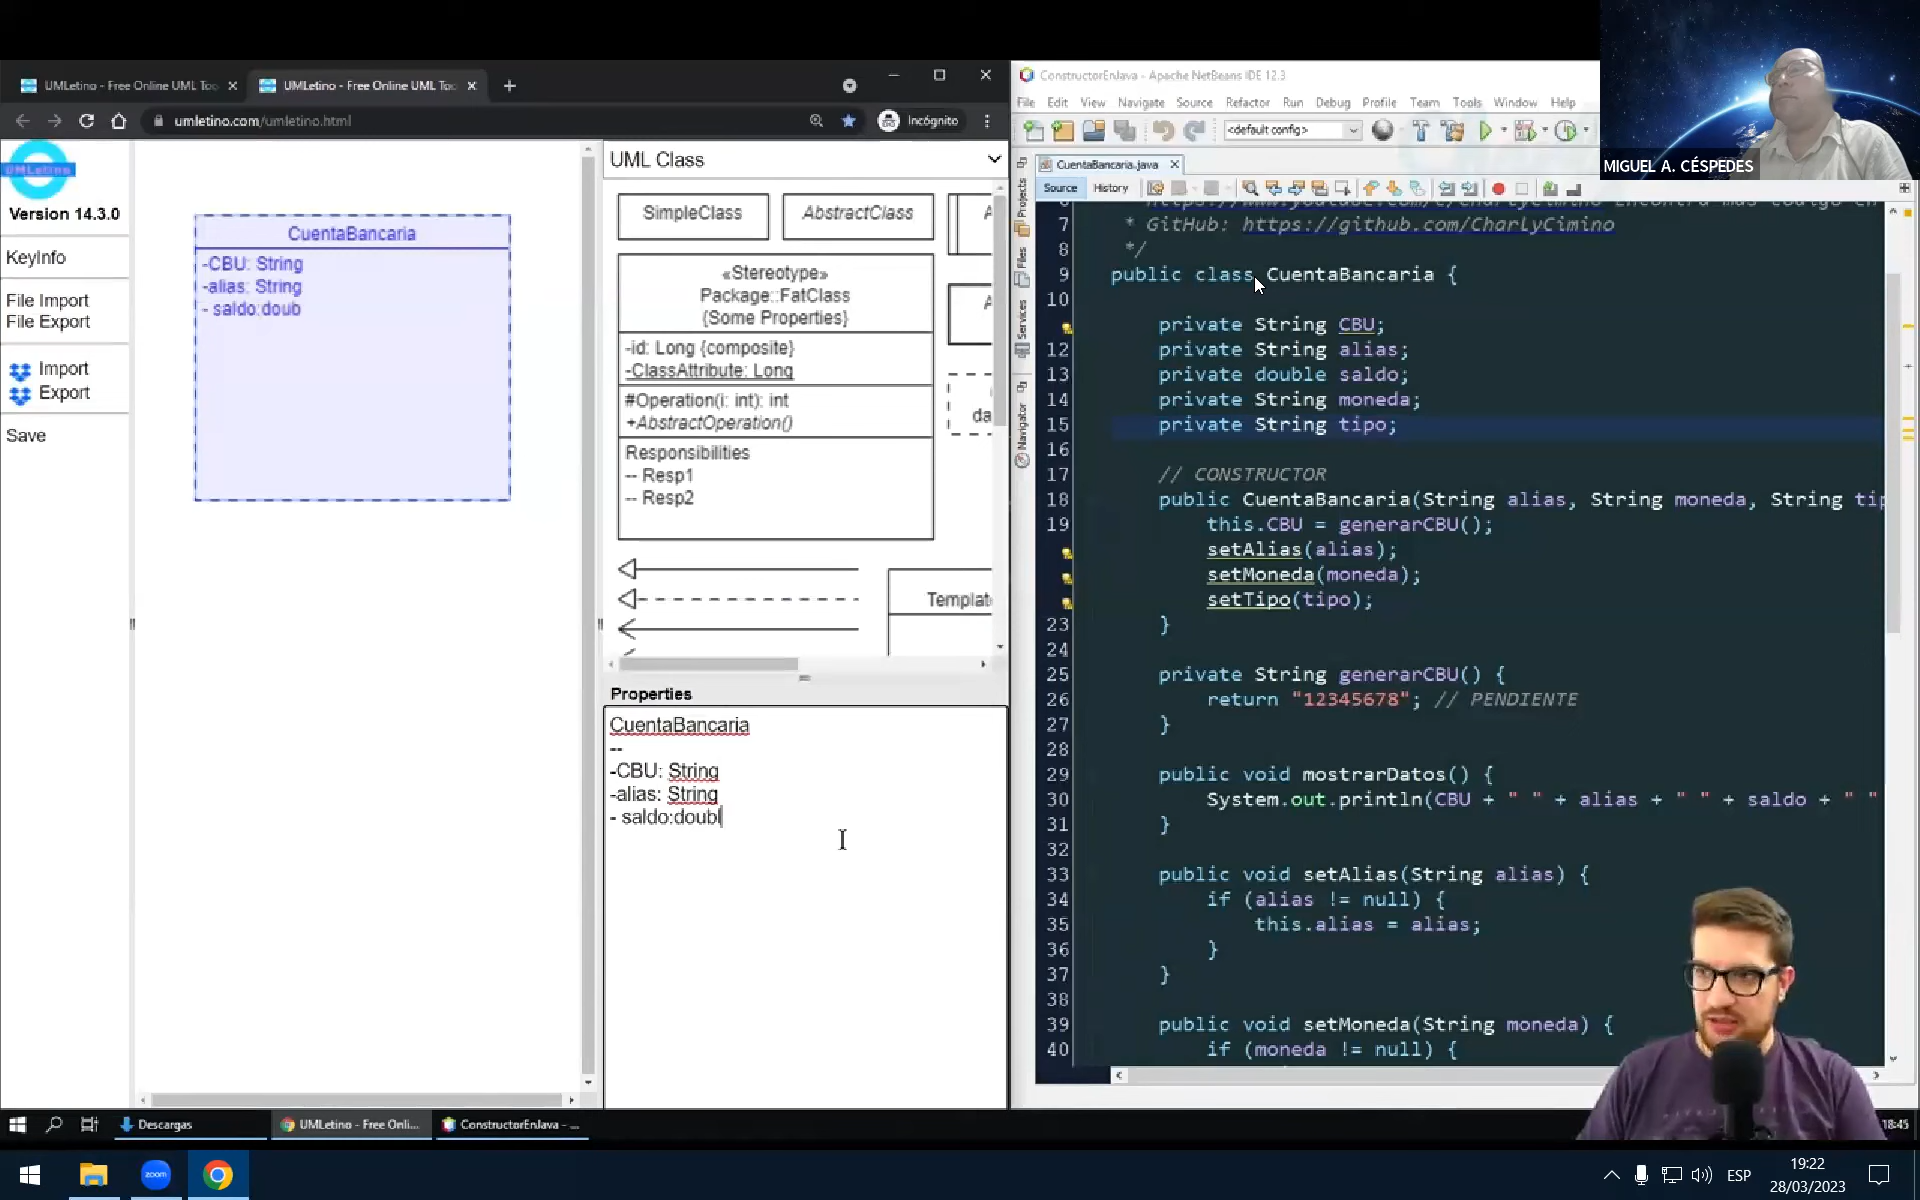 UMLetino - Free Online UML Too
UMLetino - Free Online UML Too
umletino.com/umletino.html
Incógnito
UMLetino
Version 14.3.0
KeyInfo
File Import
File Export
Import
Export
Save
CuentaBancaria
-CBU: String
-alias: String
- saldo:doub
UML Class
SimpleClass
AbstractClass
«Stereotype»
Package::FatClass
{Some Properties}
-id: Long {composite}
-ClassAttribute: Long
#Operation(i: int): int
+AbstractOperation()
Responsibilities
-- Resp1
-- Resp2
A
A
da
Templat
Properties
CuentaBancaria
--
-CBU: String
-alias: String
- saldo:doubl
ConstructorEnJava - Apache NetBeans IDE 12.3
File Edit View Navigate Source Refactor Run Debug Profile Team Tools Window Help
<default config>
CuentaBancaria.java
Source History
Projects
Files
Services
Navigator
7 * GitHub: https://github.com/CharlyCimino
8 */
9 public class CuentaBancaria {
10
private String CBU;
12 private String alias;
13 private double saldo;
14 private String moneda;
15 private String tipo;
16
17 // CONSTRUCTOR
18 public CuentaBancaria(String alias, String moneda, String tip
19 this.CBU = generarCBU();
setAlias(alias);
setMoneda(moneda);
setTipo(tipo);
23 }
24
25 private String generarCBU() {
26 return "12345678"; // PENDIENTE
27 }
28
29 public void mostrarDatos() {
30 System.out.println(CBU + " " + alias + " " + saldo + " "
31 }
32
33 public void setAlias(String alias) {
34 if (alias != null) {
35 this.alias = alias;
36 }
37 }
38
39 public void setMoneda(String moneda) {
40 if (moneda != null) {
MIGUEL A. CÉSPEDES
Descargas
UMLetino - Free Onli...
ConstructorEnJava - ...
18:45
zoom
ESP
19:22
28/03/2023